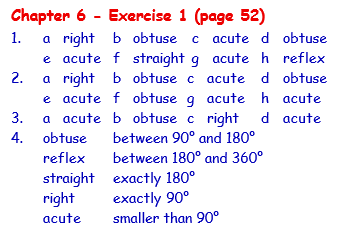 Chapter 6 - Exercise 1 (page 52)
1. a right b obtuse c acute d obtuse
e acute f straight g acute h reflex
2. a right b obtuse c acute d obtuse
e acute f obtuse g acute h acute
3. a acute b obtuse c right d acute
4. obtuse between 90° and 180°
reflex between 180° and 360°
straight exactly 180°
right exactly 90°
acute smaller than 90°